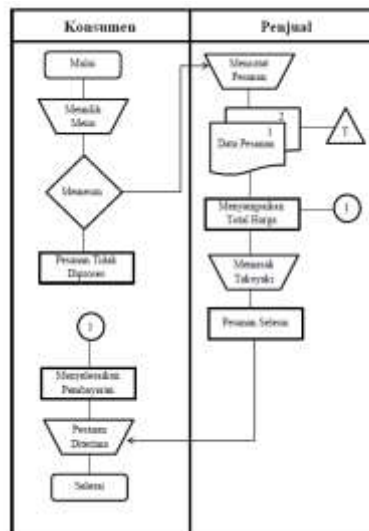 Konsumen
Penjual
Mulai
Memilih
Menu
Memesan
Pesanan Tidak
Diproses
1
Menyelesaikan
Pembayaran
Pesanan
Diterima
Selesai
Mencatat
Pesanan
2
1
Data Pesanan
T
Menyampaikan
Total Harga
1
Memasak
Takoyaki
Pesanan Selesai